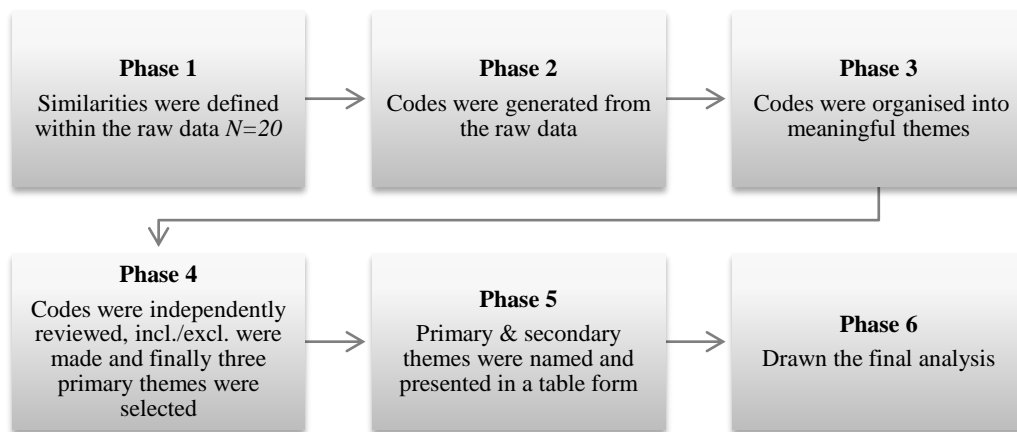 Phase 1
Similarities were defined
within the raw data N=20
Phase 2
Codes were generated from
the raw data
Phase 3
Codes were organised into
meaningful themes
Phase 4
Codes were independently
reviewed, incl./excl. were
made and finally three
primary themes were
selected
Phase 5
Primary & secondary
themes were named and
presented in a table form
Phase 6
Drawn the final analysis